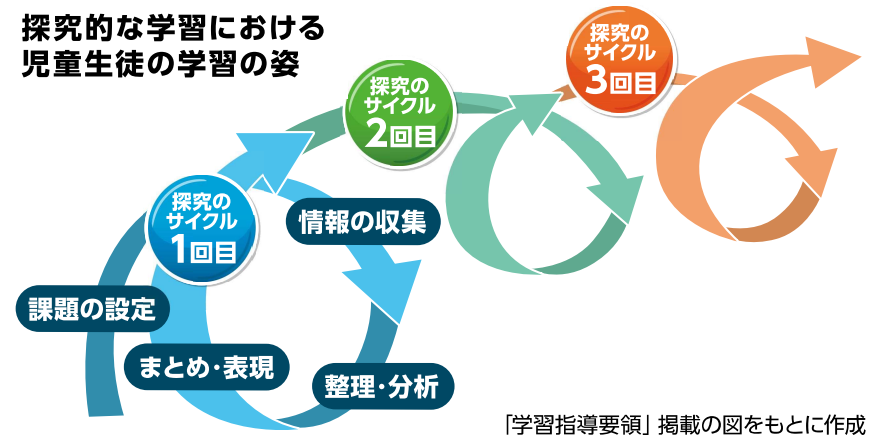 探究的な学習における
児童生徒の学習の姿
探究の
サイクル
1回目
探究の
サイクル
2回目
探究の
サイクル
3回目
課題の設定
情報の収集
整理・分析
まとめ・表現
「学習指導要領」掲載の図をもとに作成